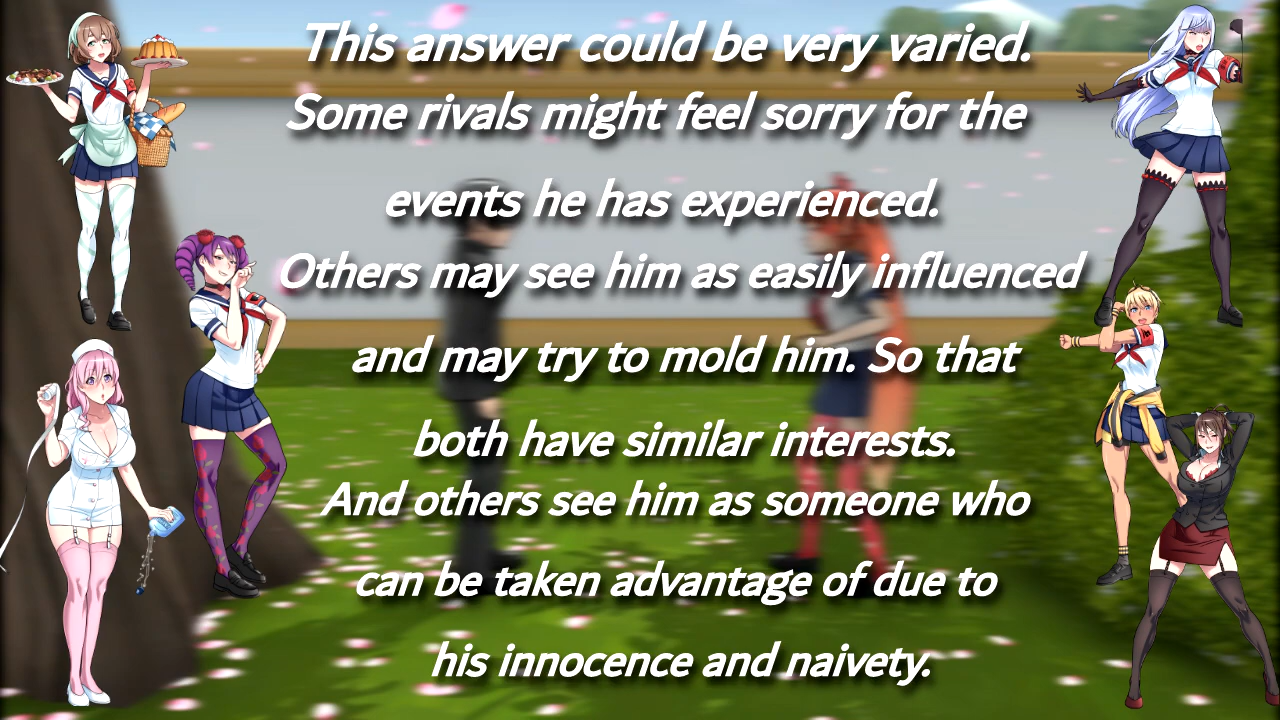 This answer could be very varied.
Some rivals might feel sorry for the
events he has experienced.
Others may see him as easily influenced
and may try to mold him. So that
both have similar interests.
And others see him as someone who
can be taken advantage of due to
his innocence and naivety.